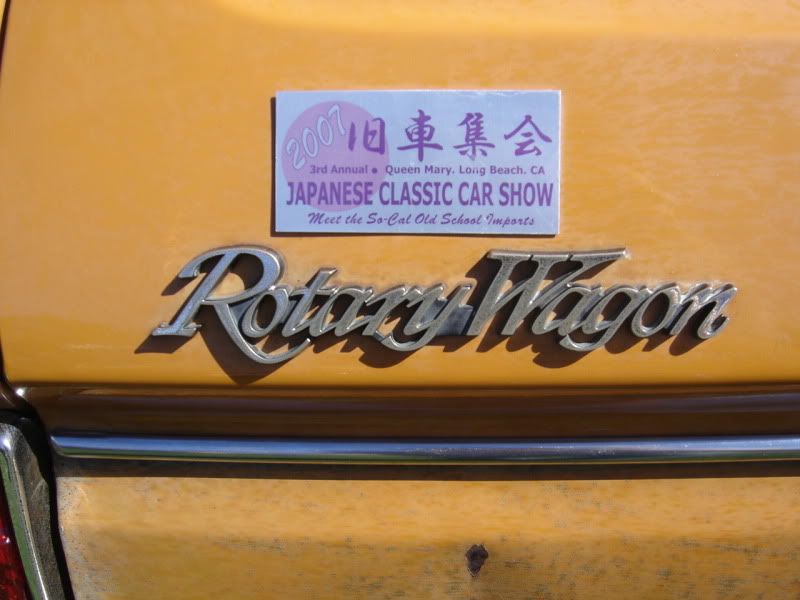 2007 旧車集会
3rd Annual • Queen Mary. Long Beach. CA
JAPANESE CLASSIC CAR SHOW
Meet the So-Cal Old School Imports
Rotary Wagon